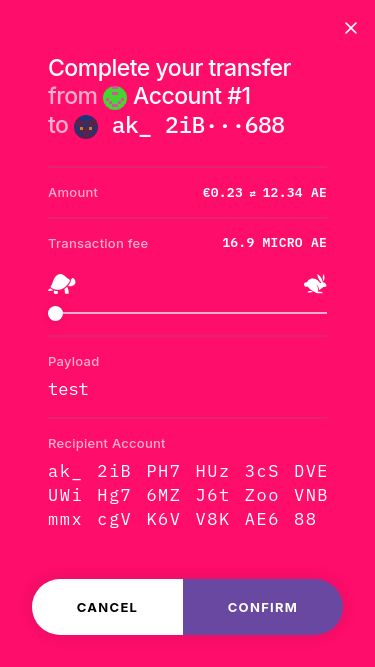 Complete your transfer
from Account #1
to ak_ 2iB···688
Amount €0.23 ⇄ 12.34 AE
Transaction fee 16.9 MICRO AE
Payload
test
Recipient Account
ak_ 2iB PH7 HUz 3cS DVE
UWi Hg7 6MZ J6t Zoo VNB
mmx cgV K6V V8K AE6 88
CANCEL CONFIRM